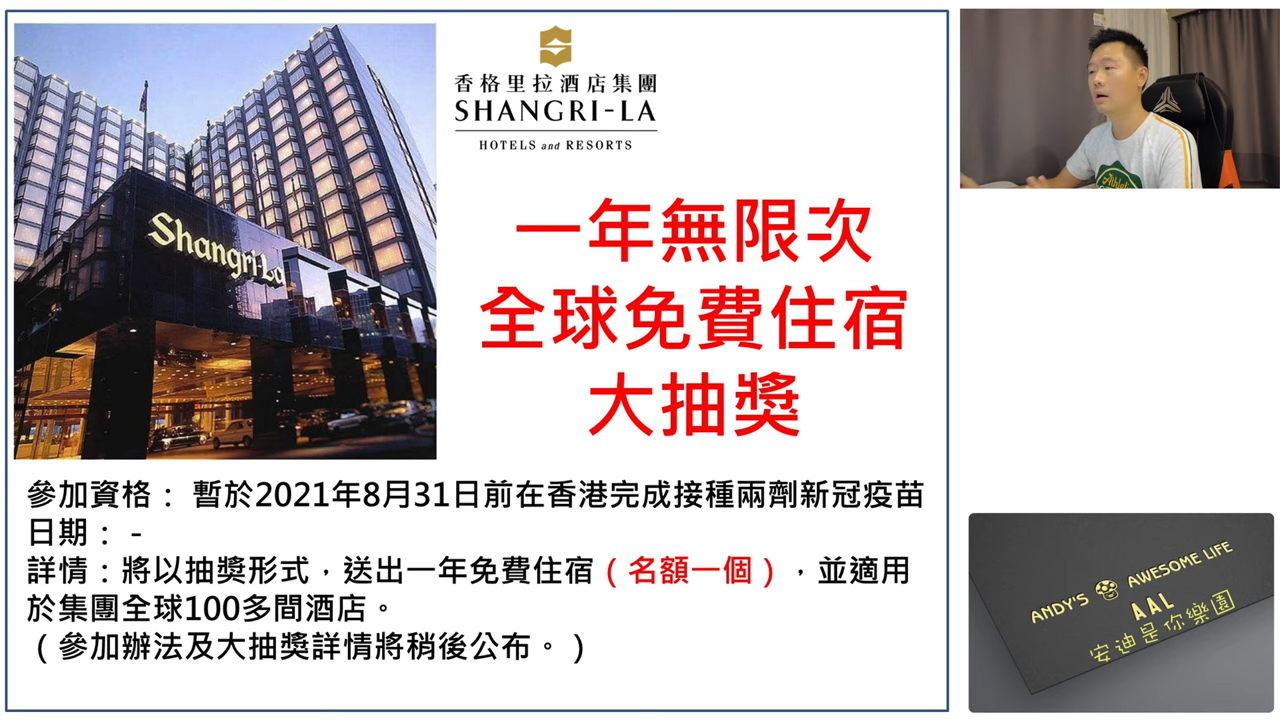 香格里拉酒店集團
SHANGRI-LA
HOTELS and RESORTS
Shangri-La
一年無限次
全球免費住宿
大抽獎
參加資格： 暫於2021年8月31日前在香港完成接種兩劑新冠疫苗
日期： -
詳情：將以抽獎形式，送出一年免費住宿（名額一個），並適用
於集團全球100多間酒店。
（參加辦法及大抽獎詳情將稍後公布。）
ANDY'S AWESOME LIFE
AAL
安迪是你樂園